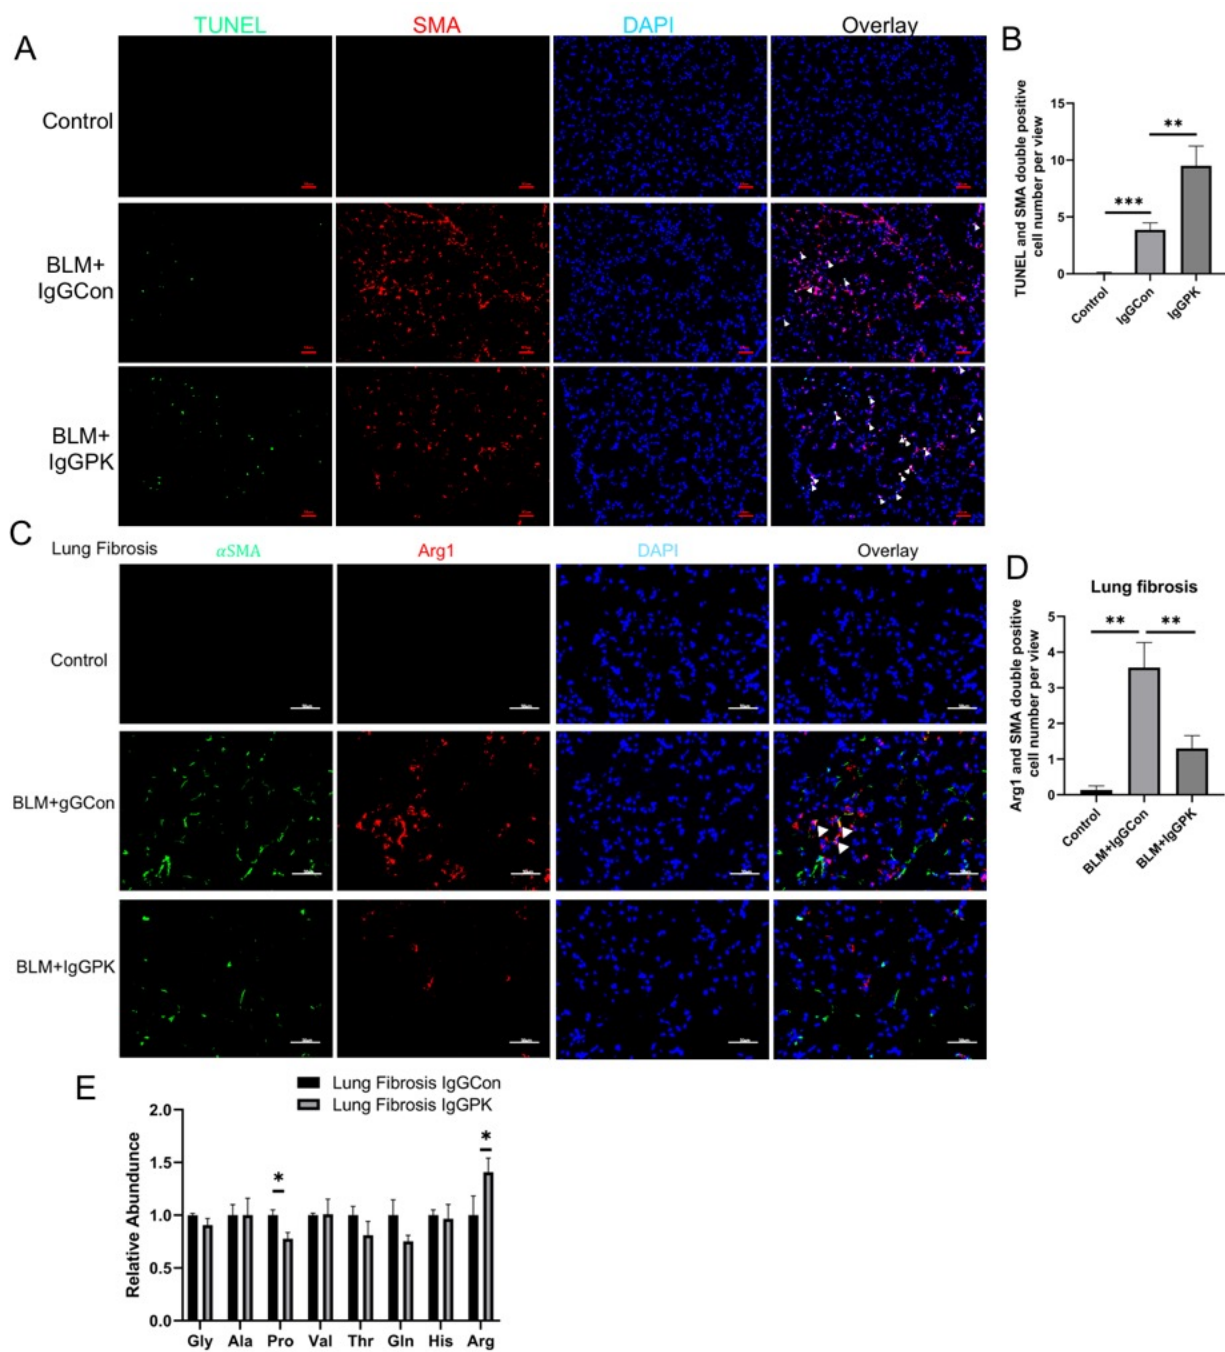 A
TUNEL SMA DAPI Overlay
Control
BLM+
IgGCon
BLM+
IgGPK
B
TUNEL and SMA double positive
cell number per view
15
10
5
0
***
**
Control IgGCon IgGPK
C
Lung Fibrosis αSMA Arg1 DAPI Overlay
Control
BLM+gGCon
BLM+IgGPK
D
Lung fibrosis
Arg1 and SMA double positive
cell number per view
5
4
3
2
1
0
** **
Control BLM+IgGCon BLM+IgGPK
E
Lung Fibrosis IgGCon
Lung Fibrosis IgGPK
Relative Abundance
2.0
1.5
1.0
0.5
0.0
*
*
Gly Ala Pro Val Thr Gln His Arg